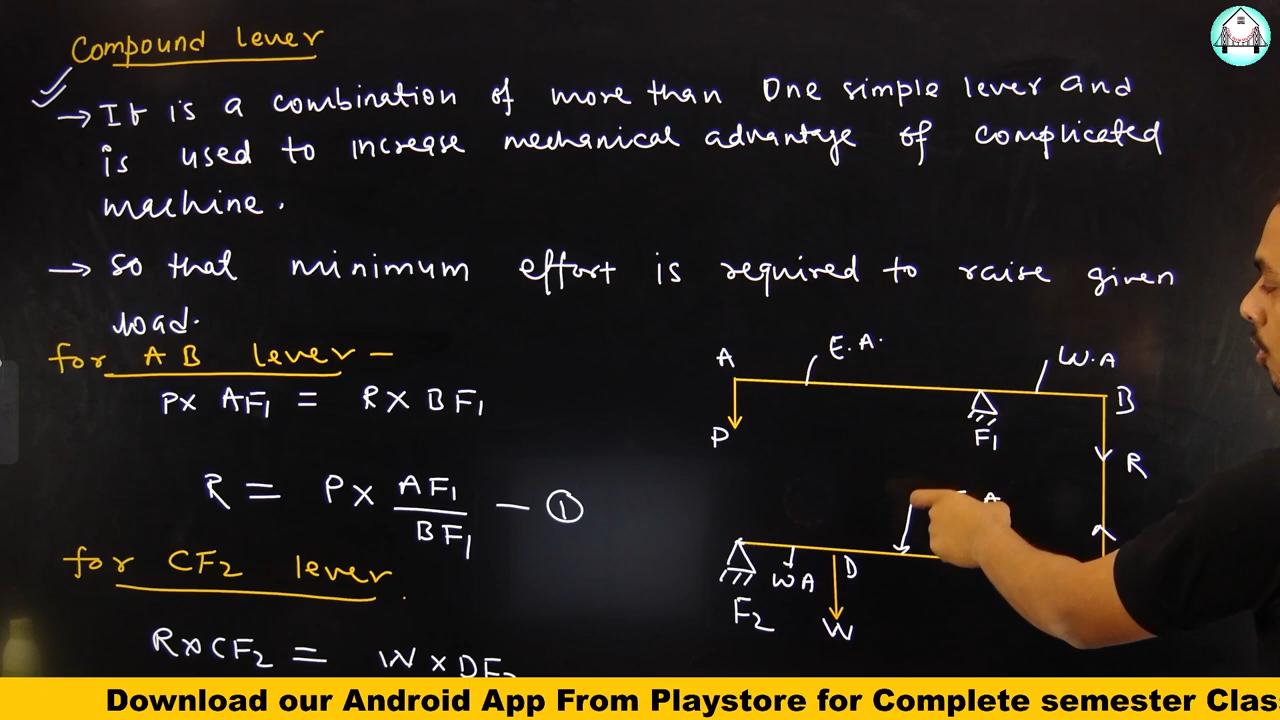 Compound lever
→ It is a combination of more than One simple lever and
is used to increase mechanical advantage of complicated
machine.
→ so that minimum effort is required to raise given
load.
for AB lever –
P× AF1 = R× BF1
R = P× AF1/BF1 – ①
for CF2 lever.
R×CF2 = W×DF2
A
E.A.
W.A
B
P
F1
R
WA
D
F2
W
Download our Android App From Playstore for Complete semester Clas